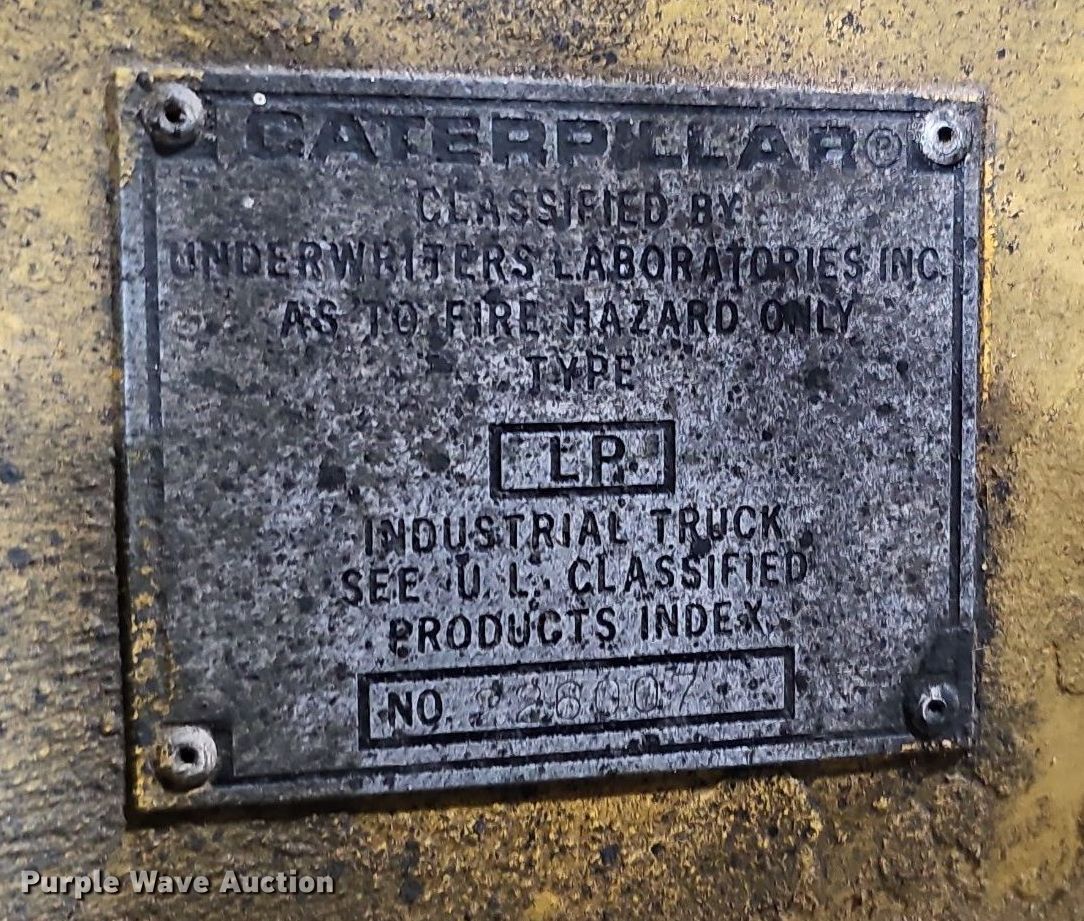 CATERPILLAR®
CLASSIFIED BY
UNDERWRITERS LABORATORIES INC.
AS TO FIRE HAZARD ONLY
TYPE
LP
INDUSTRIAL TRUCK
SEE U.L. CLASSIFIED
PRODUCTS INDEX
NO.
Purple Wave Auction